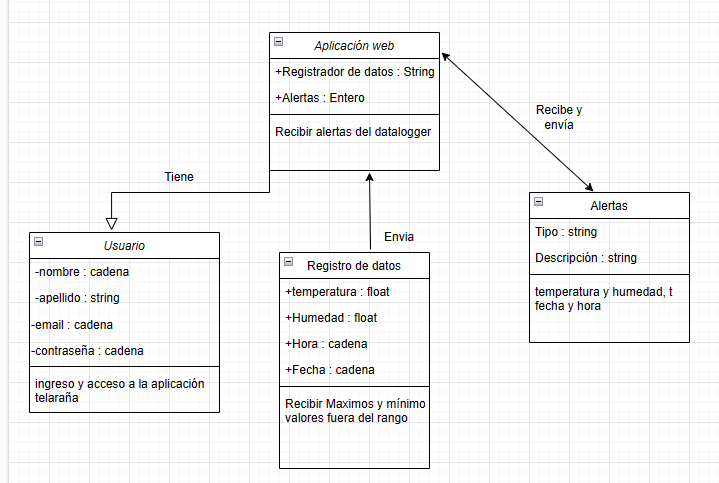 Aplicación web
+Registrador de datos : String
+Alertas : Entero
Recibir alertas del datalogger
Recibe y
envía
Tiene
Envia
Alertas
Tipo : string
Descripción : string
temperatura y humedad, t
fecha y hora
Usuario
-nombre : cadena
-apellido : string
-email : cadena
-contraseña : cadena
ingreso y acceso a la aplicación
telaraña
Registro de datos
+temperatura : float
+Humedad : float
+Hora : cadena
+Fecha : cadena
Recibir Maximos y mínimo
valores fuera del rango